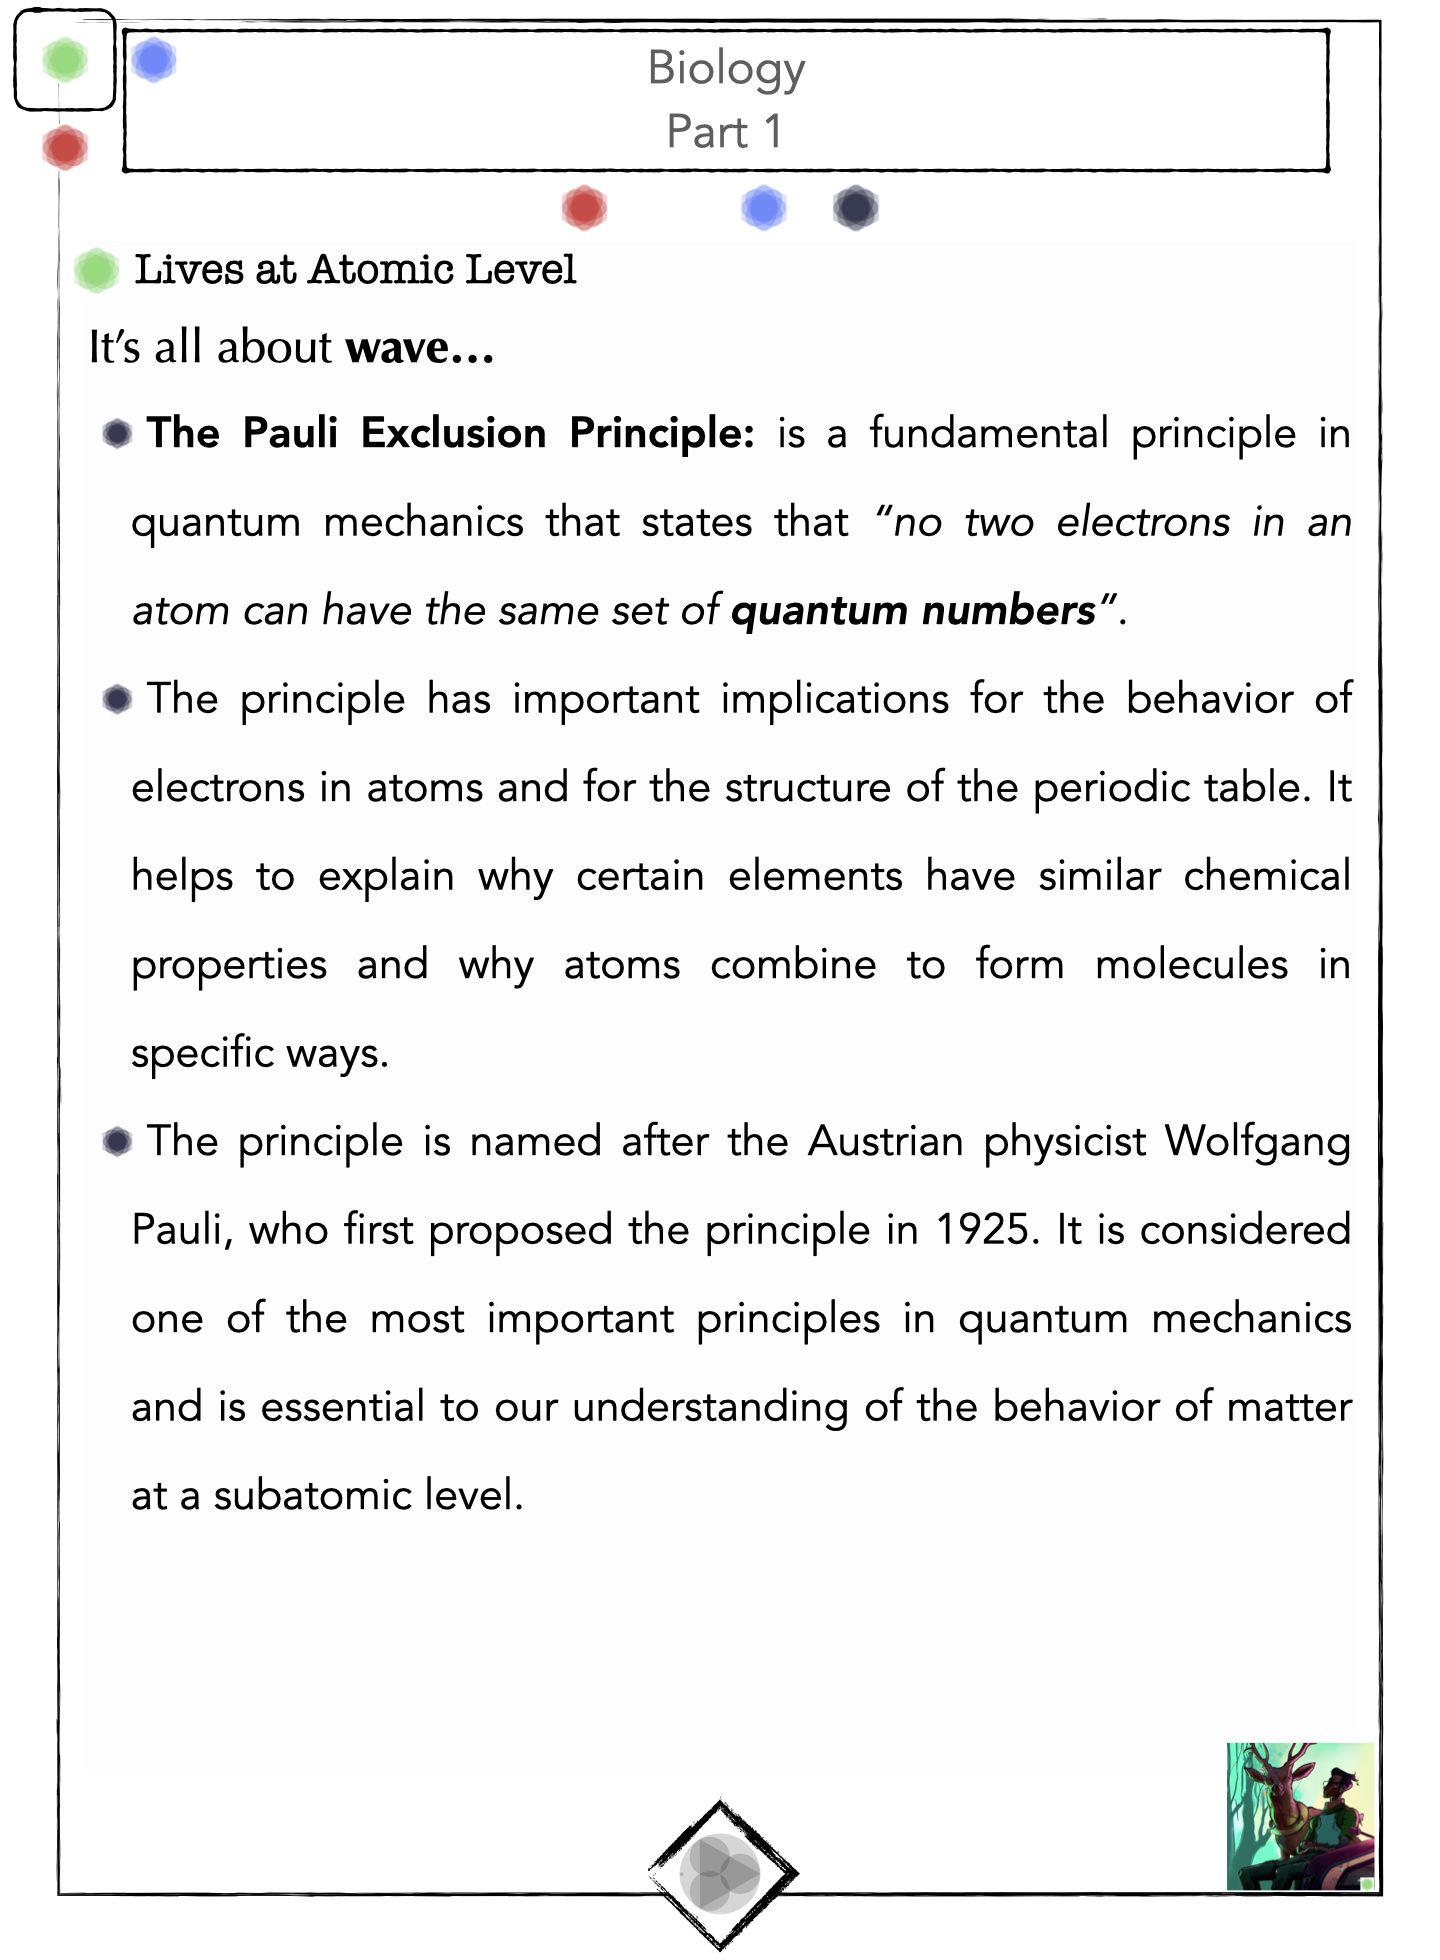 Biology
Part 1
Lives at Atomic Level
It’s all about wave…
The Pauli Exclusion Principle: is a fundamental principle in
quantum mechanics that states that “no two electrons in an
atom can have the same set of quantum numbers”.
The principle has important implications for the behavior of
electrons in atoms and for the structure of the periodic table. It
helps to explain why certain elements have similar chemical
properties and why atoms combine to form molecules in
specific ways.
The principle is named after the Austrian physicist Wolfgang
Pauli, who first proposed the principle in 1925. It is considered
one of the most important principles in quantum mechanics
and is essential to our understanding of the behavior of matter
at a subatomic level.